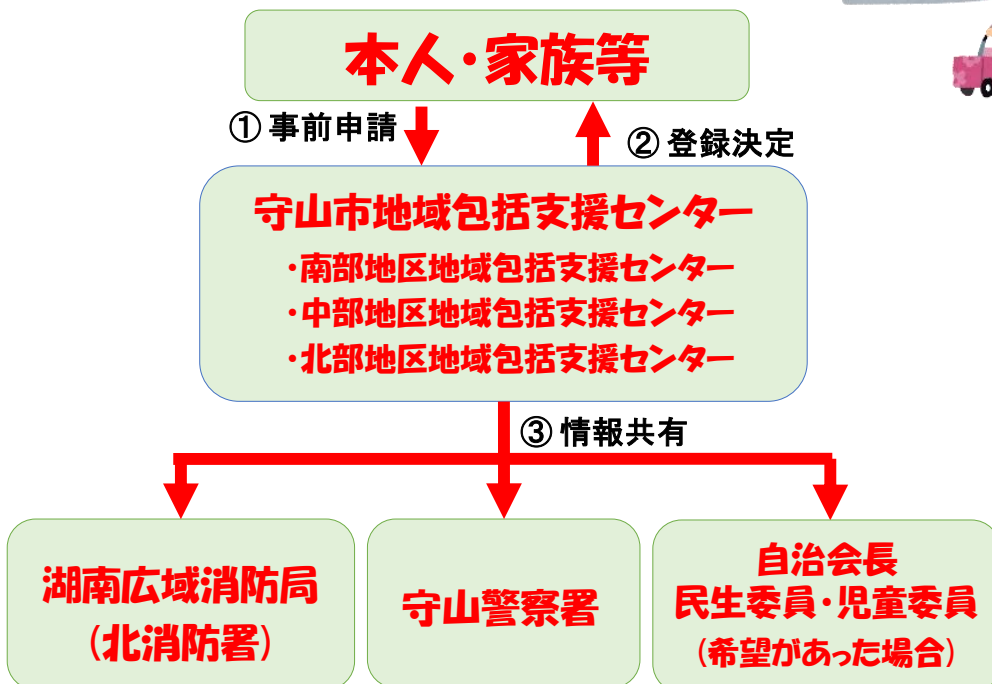 本人・家族等
① 事前申請
② 登録決定
守山市地域包括支援センター
・南部地区地域包括支援センター
・中部地区地域包括支援センター
・北部地区地域包括支援センター
③ 情報共有
湖南広域消防局
(北消防署)
守山警察署
自治会長
民生委員・児童委員
(希望があった場合)